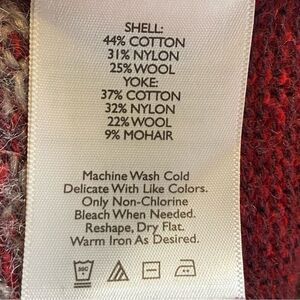 SHELL:
44% COTTON
31% NYLON
25% WOOL
YOKE:
37% COTTON
32% NYLON
22% WOOL
9% MOHAIR
Machine Wash Cold
Delicate With Like Colors.
Only Non-Chlorine
Bleach When Needed.
Reshape, Dry Flat.
Warm Iron As Desired.
30C